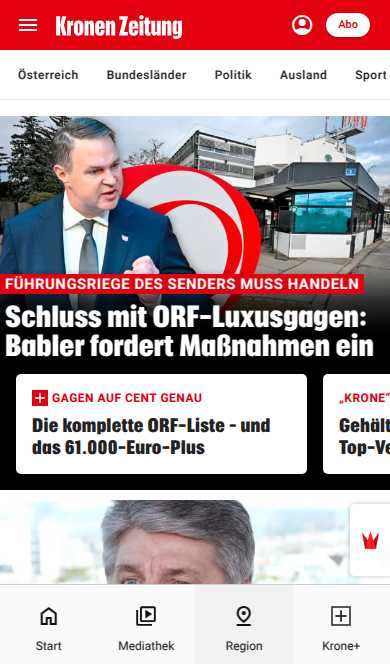 Kronen Zeitung
Abo
Österreich Bundesländer Politik Ausland Sport
FÜHRUNGSRIEGE DES SENDERS MUSS HANDELN
Schluss mit ORF-Luxusgagen:
Babler fordert Maßnahmen ein
GAGEN AUF CENT GENAU
Die komplette ORF-Liste - und
das 61.000-Euro-Plus
„KRONE“
Gehält
Top-Ve
Start Mediathek Region Krone+